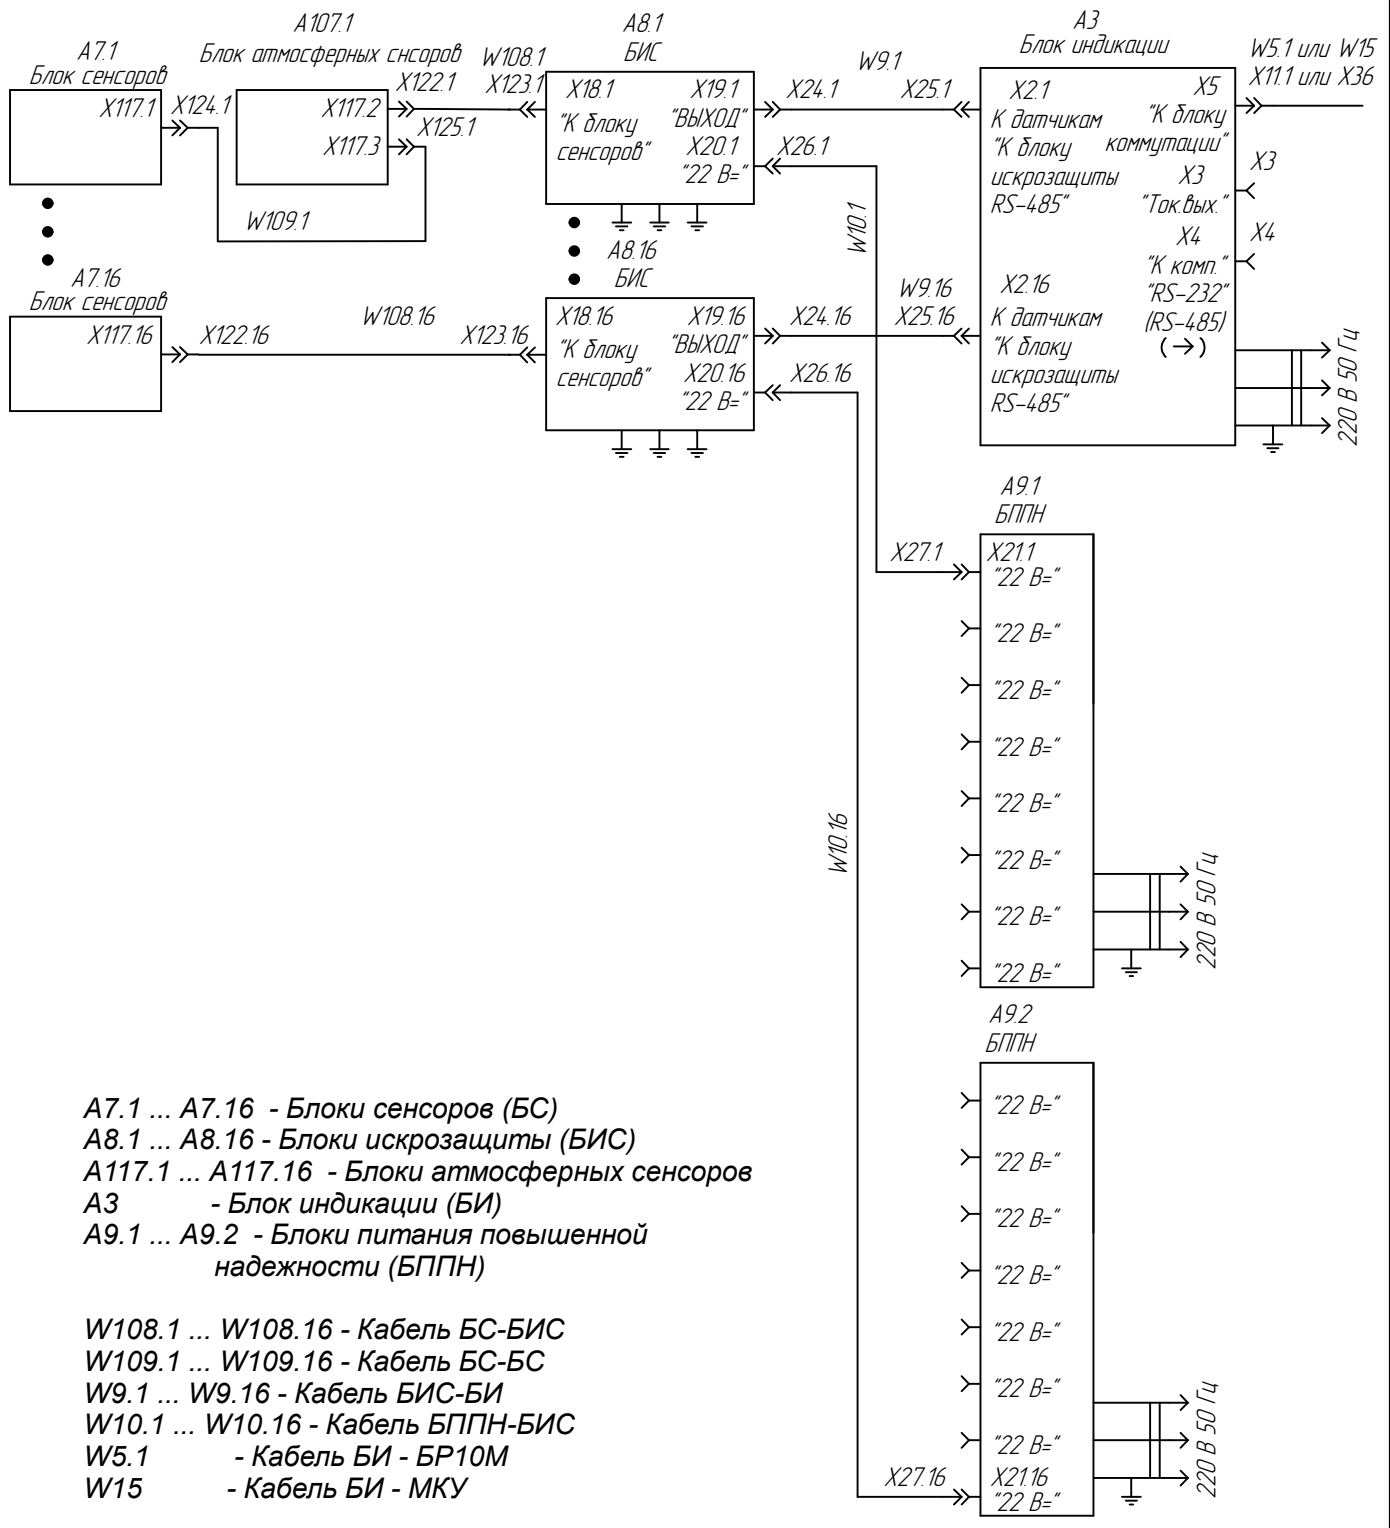 A7.1
Блок сенсоров
X117.1
X124.1
A107.1
Блок атмосферных снсоров
X117.2
X117.3
X122.1
X125.1
W109.1
W108.1
X123.1
A8.1
БИС
X18.1
"К блоку
сенсоров"
X19.1
"ВЫХОД"
X20.1
"22 В="
X24.1
X26.1
W9.1
X25.1
W10.1
A3
Блок индикации
X2.1
К датчикам
"К блоку
искрозащиты
RS-485"
X5
"К блоку
коммутации"
X3
"Ток.вых."
X4
"К комп."
"RS-232"
(RS-485)
(→)
W5.1 или W15
X11.1 или X36
X3
X4
220 В 50 Гц
A7.16
Блок сенсоров
X117.16
X122.16
W108.16
X123.16
A8.16
БИС
X18.16
"К блоку
сенсоров"
X19.16
"ВЫХОД"
X20.16
"22 В="
X24.16
X26.16
W9.16
X25.16
X2.16
К датчикам
"К блоку
искрозащиты
RS-485"
W10.16
A9.1
БППН
X27.1
X21.1
"22 В="
"22 В="
"22 В="
"22 В="
"22 В="
"22 В="
"22 В="
"22 В="
220 В 50 Гц
A9.2
БППН
"22 В="
"22 В="
"22 В="
"22 В="
"22 В="
"22 В="
"22 В="
X27.16
X21.16
"22 В="
220 В 50 Гц
A7.1 ... A7.16 - Блоки сенсоров (БС)
A8.1 ... A8.16 - Блоки искрозащиты (БИС)
A117.1 ... A117.16 - Блоки атмосферных сенсоров
A3 - Блок индикации (БИ)
A9.1 ... A9.2 - Блоки питания повышенной
надежности (БППН)
W108.1 ... W108.16 - Кабель БС-БИС
W109.1 ... W109.16 - Кабель БС-БС
W9.1 ... W9.16 - Кабель БИС-БИ
W10.1 ... W10.16 - Кабель БППН-БИС
W5.1 - Кабель БИ - БР10М
W15 - Кабель БИ - МКУ